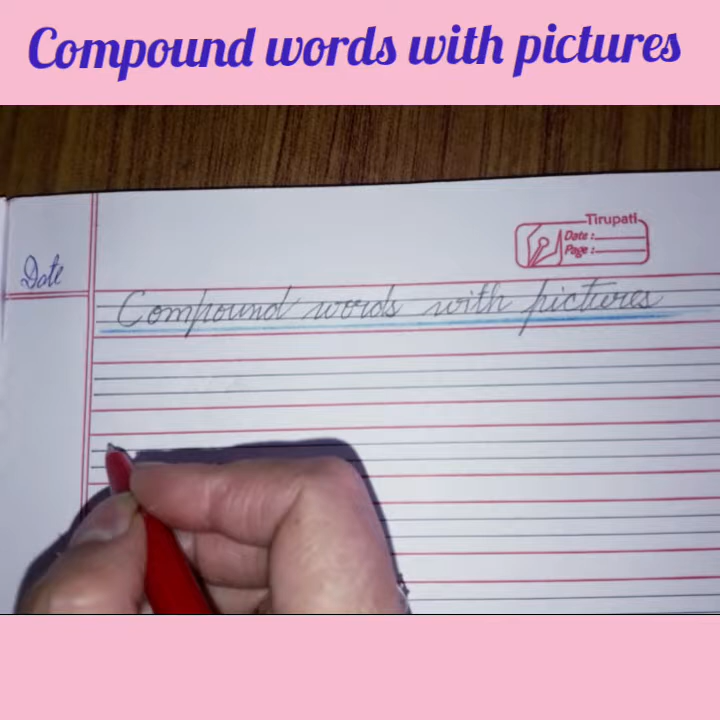 Compound words with pictures
Tirupati
Date :
Page :
Date
Compound words with pictures